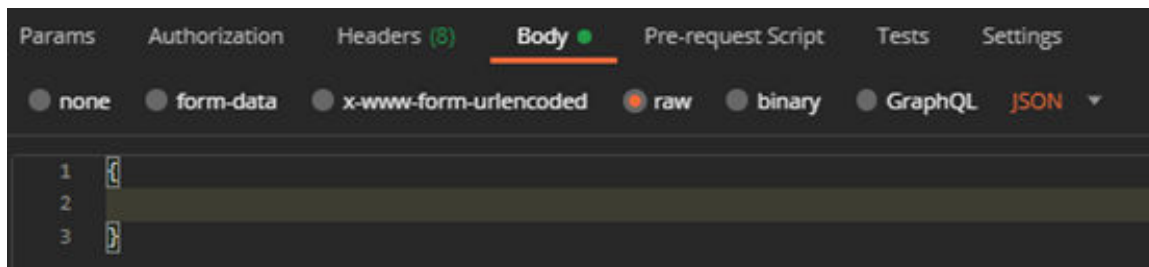 Params Authorization Headers (8) Body Pre-request Script Tests Settings
none form-data x-www-form-urlencoded raw binary GraphQL JSON
1 {
2
3 }